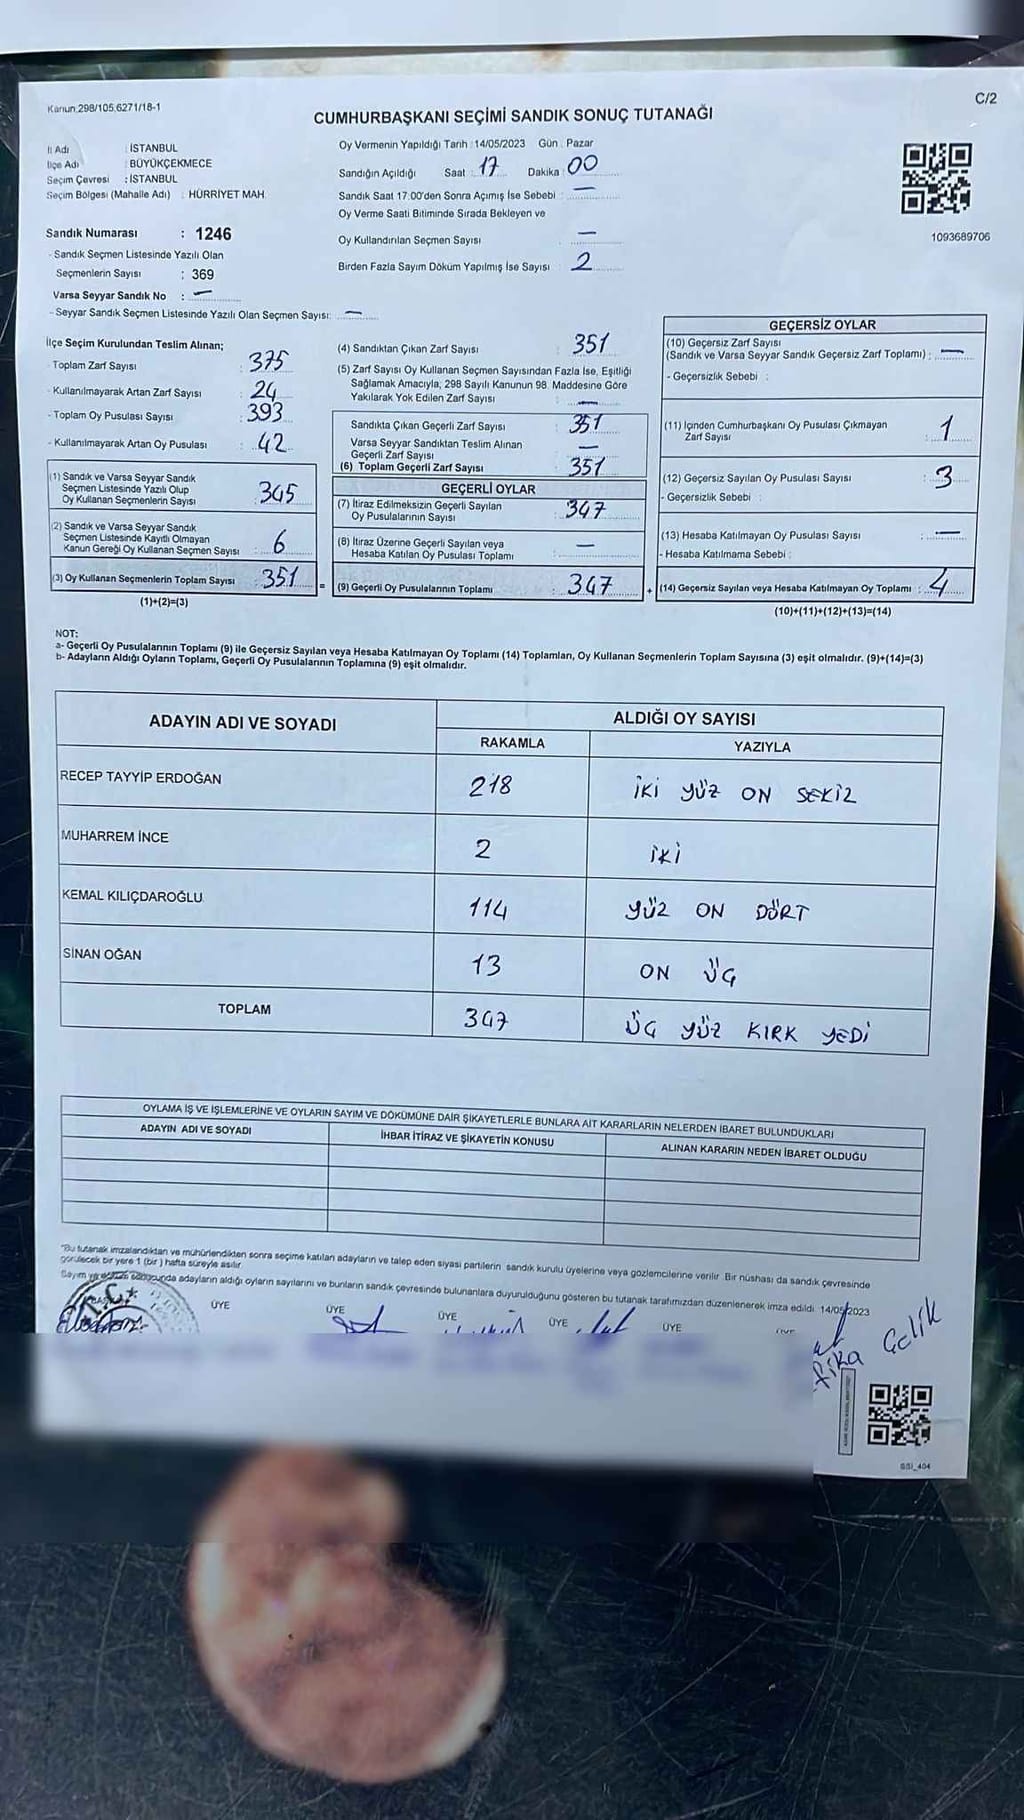 Kanun:298/105,6271/18-1
C/2
CUMHURBAŞKANI SEÇİMİ SANDIK SONUÇ TUTANAĞI
İl Adı : İSTANBUL
İlçe Adı : BÜYÜKÇEKMECE
Seçim Çevresi : İSTANBUL
Seçim Bölgesi (Mahalle Adı) : HÜRRİYET MAH.
Sandık Numarası : 1246
- Sandık Seçmen Listesinde Yazılı Olan
Seçmenlerin Sayısı : 369
Varsa Seyyar Sandık No : —
- Seyyar Sandık Seçmen Listesinde Yazılı Olan Seçmen Sayısı: —
Oy Vermenin Yapıldığı Tarih : 14/05/2023 Gün : Pazar
Sandığın Açıldığı Saat : 17 Dakika : 00
Sandık Saat 17:00'den Sonra Açımış İse Sebebi : —
Oy Verme Saati Bitiminde Sırada Bekleyen ve
Oy Kullandırılan Seçmen Sayısı : —
Birden Fazla Sayım Döküm Yapılmış İse Sayısı : 2
1093689706
İlçe Seçim Kurulundan Teslim Alınan;
- Toplam Zarf Sayısı : 375
- Kullanılmayarak Artan Zarf Sayısı : 24
- Toplam Oy Pusulası Sayısı : 393
- Kullanılmayarak Artan Oy Pusulası : 42
(1) Sandık ve Varsa Seyyar Sandık
Seçmen Listesinde Yazılı Olup
Oy Kullanan Seçmenlerin Sayısı : 345
(2) Sandık ve Varsa Seyyar Sandık
Seçmen Listesinde Kayıtlı Olmayan
Kanun Gereği Oy Kullanan Seçmen Sayısı : 6
(3) Oy Kullanan Seçmenlerin Toplam Sayısı : 351
(1)+(2)=(3)
(4) Sandıktan Çıkan Zarf Sayısı : 351
(5) Zarf Sayısı Oy Kullanan Seçmen Sayısından Fazla İse, Eşitliği
Sağlamak Amacıyla; 298 Sayılı Kanunun 98. Maddesine Göre
Yakılarak Yok Edilen Zarf Sayısı : —
Sandıkta Çıkan Geçerli Zarf Sayısı : 351
Varsa Seyyar Sandıktan Teslim Alınan
Geçerli Zarf Sayısı : —
(6) Toplam Geçerli Zarf Sayısı : 351
GEÇERLİ OYLAR
(7) İtiraz Edilmeksizin Geçerli Sayılan
Oy Pusulalarının Sayısı : 347
(8) İtiraz Üzerine Geçerli Sayılan veya
Hesaba Katılan Oy Pusulası Toplamı : —
= (9) Geçerli Oy Pusulalarının Toplamı : 347
GEÇERSİZ OYLAR
(10) Geçersiz Zarf Sayısı
(Sandık ve Varsa Seyyar Sandık Geçersiz Zarf Toplamı) : —
- Geçersizlik Sebebi :
(11) İçinden Cumhurbaşkanı Oy Pusulası Çıkmayan
Zarf Sayısı : 1
(12) Geçersiz Sayılan Oy Pusulası Sayısı : 3
- Geçersizlik Sebebi :
(13) Hesaba Katılmayan Oy Pusulası Sayısı : —
- Hesaba Katılmama Sebebi :
+ (14) Geçersiz Sayılan veya Hesaba Katılmayan Oy Toplamı : 4
(10)+(11)+(12)+(13)=(14)
NOT:
a- Geçerli Oy Pusulalarının Toplamı (9) ile Geçersiz Sayılan veya Hesaba Katılmayan Oy Toplamı (14) Toplamları, Oy Kullanan Seçmenlerin Toplam Sayısına (3) eşit olmalıdır. (9)+(14)=(3)
b- Adayların Aldığı Oyların Toplamı, Geçerli Oy Pusulalarının Toplamına (9) eşit olmalıdır.
ADAYIN ADI VE SOYADI
ALDIĞI OY SAYISI
RAKAMLA YAZIYLA
RECEP TAYYİP ERDOĞAN 218 İKİ YÜZ ON SEKİZ
MUHARREM İNCE 2 İKİ
KEMAL KILIÇDAROĞLU 114 YÜZ ON DÖRT
SİNAN OĞAN 13 ON ÜÇ
TOPLAM 347 ÜÇ YÜZ KIRK YEDİ
OYLAMA İŞ VE İŞLEMLERİNE VE OYLARIN SAYIM VE DÖKÜMÜNE DAİR ŞİKAYETLERLE BUNLARA AİT KARARLARIN NELERDEN İBARET BULUNDUKLARI
ADAYIN ADI VE SOYADI İHBAR İTİRAZ VE ŞİKAYETİN KONUSU ALINAN KARARIN NEDEN İBARET OLDUĞU
"Bu tutanak imzalandıktan ve mühürlendikten sonra seçime katılan adayların ve talep eden siyasi partilerin sandık kurulu üyelerine veya gözlemcilerine verilir. Bir nüshası da sandık çevresinde
görülecek bir yere 1 (bir) hafta süreyle asılır.
Sayım sonucunda adayların aldığı oyların sayılarını ve bunların sandık çevresinde bulunanlara duyurulduğunu gösteren bu tutanak tarafımızdan düzenlenerek imza edildi. 14/05/2023
T.C.
ÜYE ÜYE ÜYE ÜYE ÜYE ÜYE
Çelik
SSİ_404